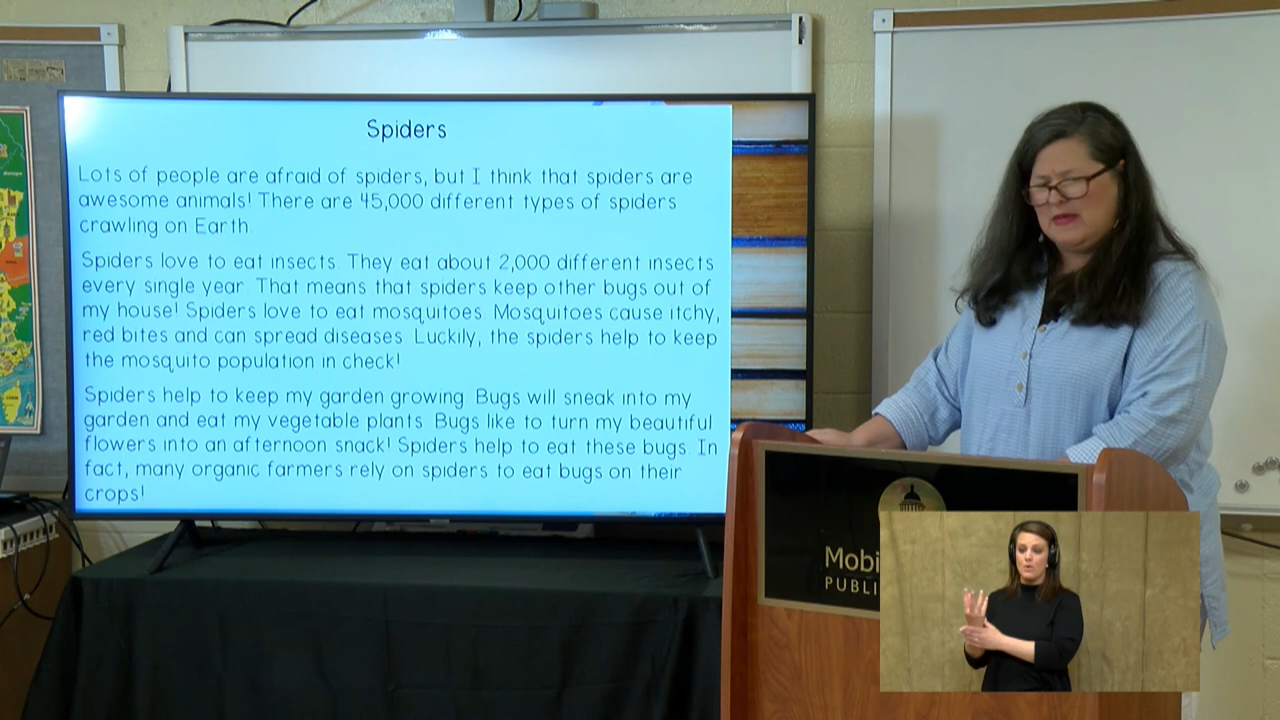 Spiders
Lots of people are afraid of spiders, but I think that spiders are
awesome animals! There are 45,000 different types of spiders
crawling on Earth.
Spiders love to eat insects. They eat about 2,000 different insects
every single year. That means that spiders keep other bugs out of
my house! Spiders love to eat mosquitoes. Mosquitoes cause itchy,
red bites and can spread diseases. Luckily, the spiders help to keep
the mosquito population in check!
Spiders help to keep my garden growing. Bugs will sneak into my
garden and eat my vegetable plants. Bugs like to turn my beautiful
flowers into an afternoon snack! Spiders help to eat these bugs. In
fact, many organic farmers rely on spiders to eat bugs on their
crops!
Mobi
PUBLI